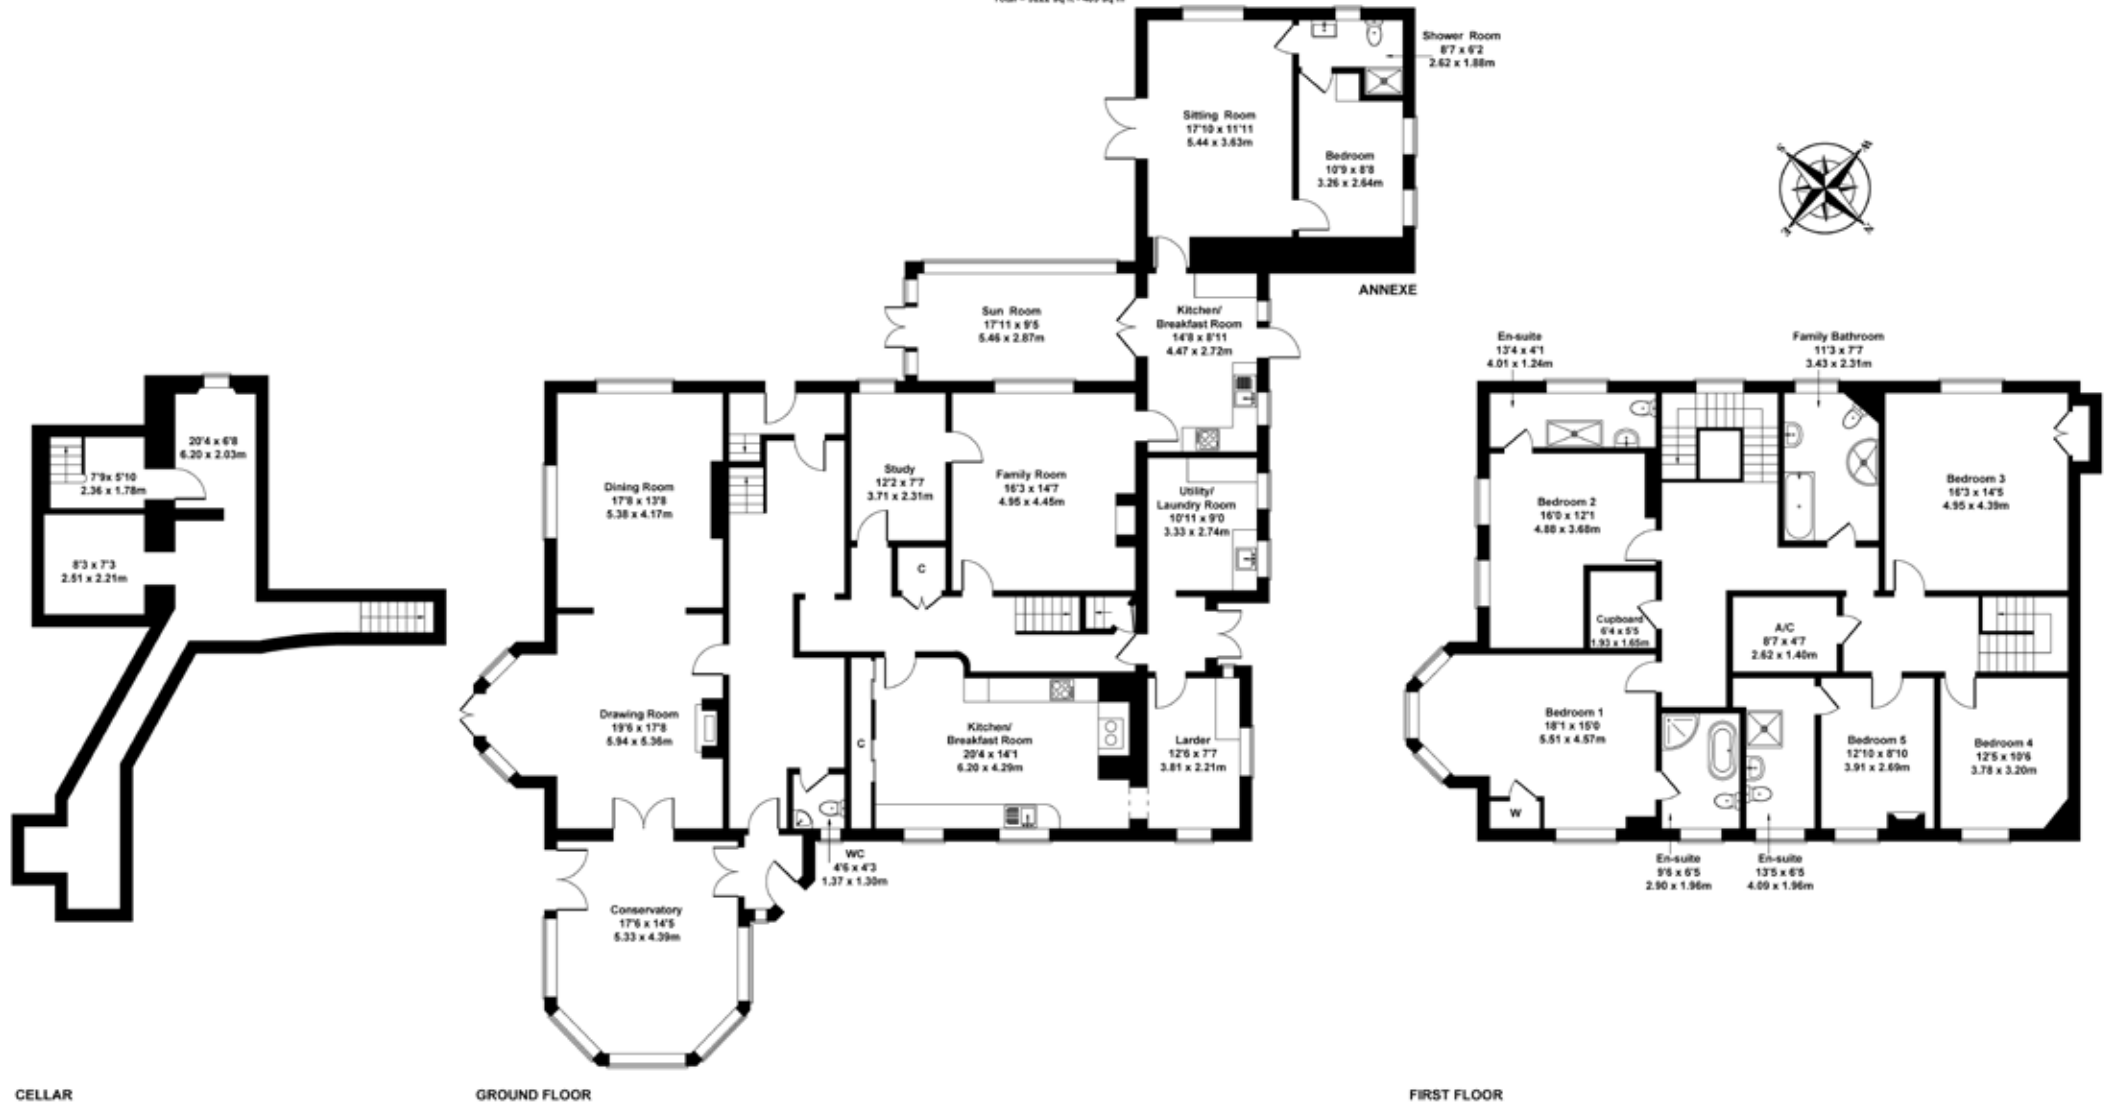 Shower Room
8'7 x 6'2
2.62 x 1.88m
Sitting Room
17'10 x 11'11
5.44 x 3.63m
Bedroom
10'9 x 8'8
3.26 x 2.64m
ANNEXE
Sun Room
17'11 x 9'5
5.46 x 2.87m
Kitchen/
Breakfast Room
14'8 x 8'11
4.47 x 2.72m
20'4 x 6'8
6.20 x 2.03m
7'9x 5'10
2.36 x 1.78m
8'3 x 7'3
2.51 x 2.21m
Dining Room
17'8 x 13'8
5.38 x 4.17m
Study
12'2 x 7'7
3.71 x 2.31m
Family Room
16'3 x 14'7
4.95 x 4.45m
Utility/
Laundry Room
10'11 x 9'0
3.33 x 2.74m
C
Drawing Room
19'6 x 17'8
5.94 x 5.36m
C
Kitchen/
Breakfast Room
20'4 x 14'1
6.20 x 4.29m
Larder
12'6 x 7'7
3.81 x 2.21m
WC
4'6 x 4'3
1.37 x 1.30m
Conservatory
17'6 x 14'5
5.33 x 4.39m
S
W
E
N
En-suite
13'4 x 4'1
4.01 x 1.24m
Family Bathroom
11'3 x 7'7
3.43 x 2.31m
Bedroom 2
16'0 x 12'1
4.88 x 3.68m
Bedroom 3
16'3 x 14'5
4.95 x 4.39m
Cupboard
6'4 x 5'5
1.93 x 1.65m
A/C
8'7 x 4'7
2.62 x 1.40m
Bedroom 1
18'1 x 15'0
5.51 x 4.57m
Bedroom 5
12'10 x 8'10
3.91 x 2.69m
Bedroom 4
12'5 x 10'6
3.78 x 3.20m
W
En-suite
9'6 x 6'5
2.90 x 1.96m
En-suite
13'5 x 6'5
4.09 x 1.96m
CELLAR
GROUND FLOOR
FIRST FLOOR